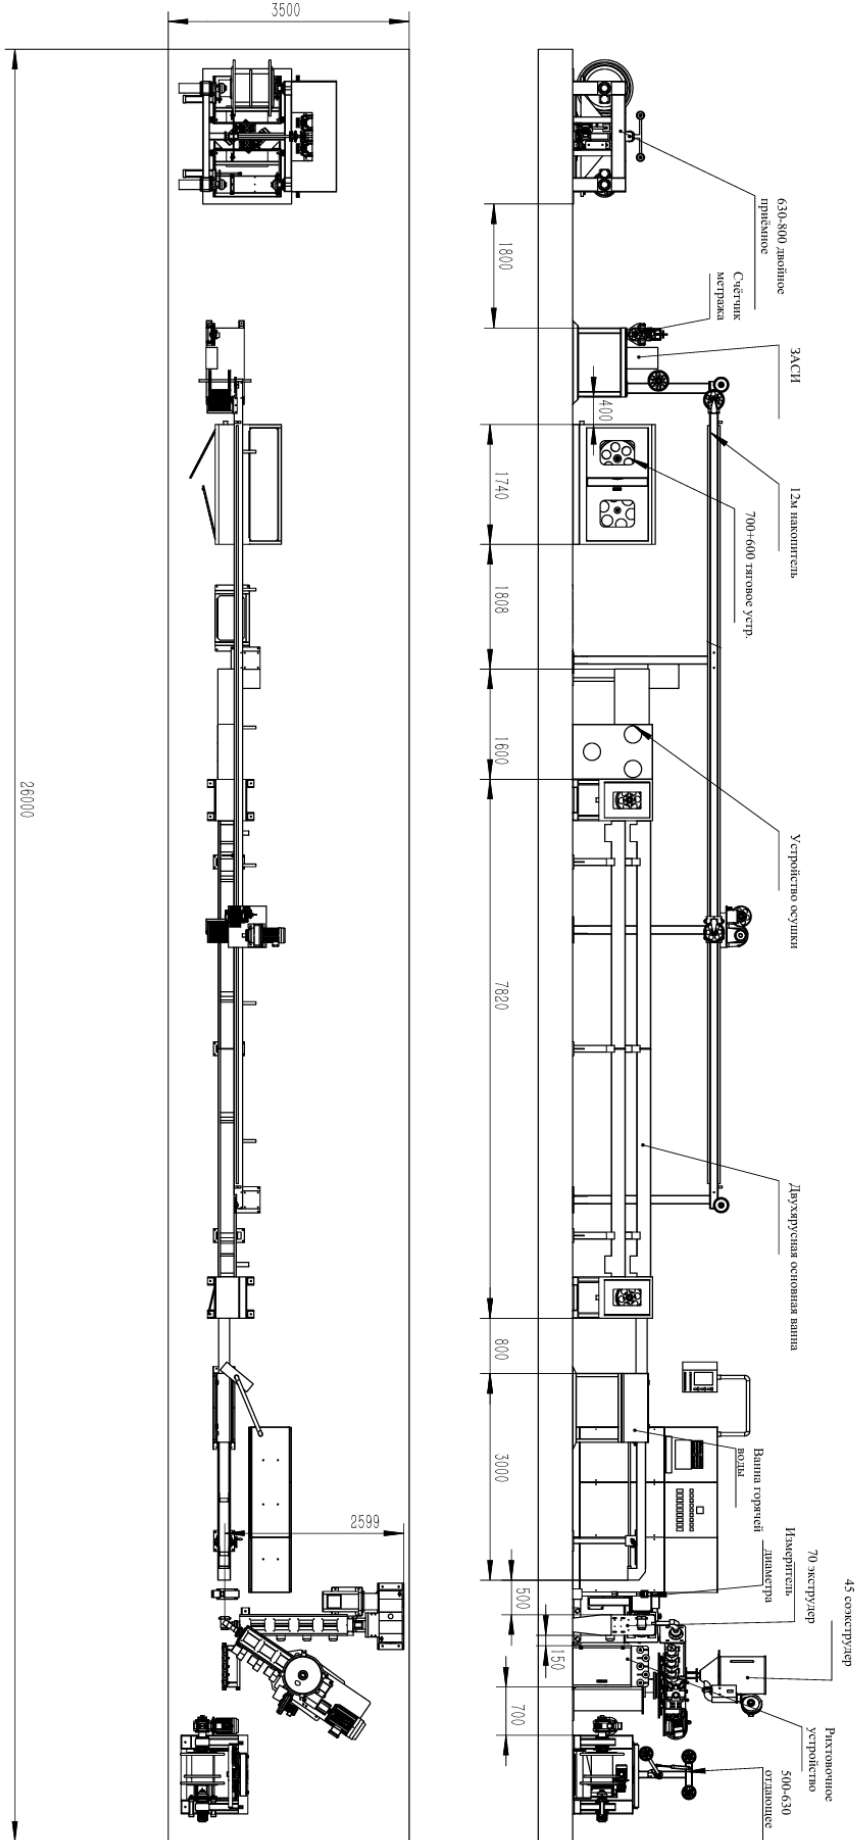 3500
26000
630-800 двойное
приёмное
Счётчик
метража
ЗАСИ
12м накопитель
700+600 тяговое устр.
Устройство осушки
Двухярусная основная ванна
Ванна горячей
воды
Измеритель
диаметра
70 экструдер
45 соэкструдер
Рихтовочное
устройство
500-630
отдающее
1800
400
1740
1808
1600
7820
800
3000
500
150
700
2599